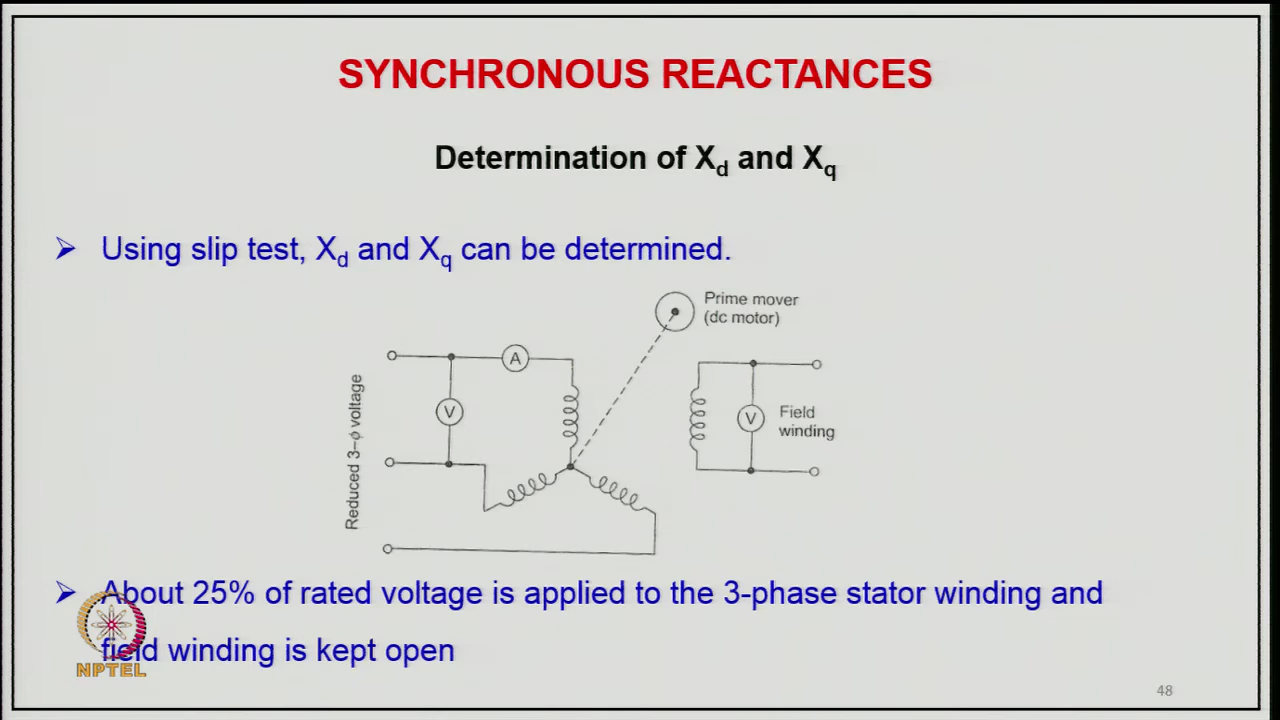 SYNCHRONOUS REACTANCES
Determination of Xd and Xq
➢ Using slip test, Xd and Xq can be determined.
Prime mover
(dc motor)
A
V
Reduced 3–ϕ voltage
V
Field
winding
➢ About 25% of rated voltage is applied to the 3-phase stator winding and
field winding is kept open
NPTEL
48